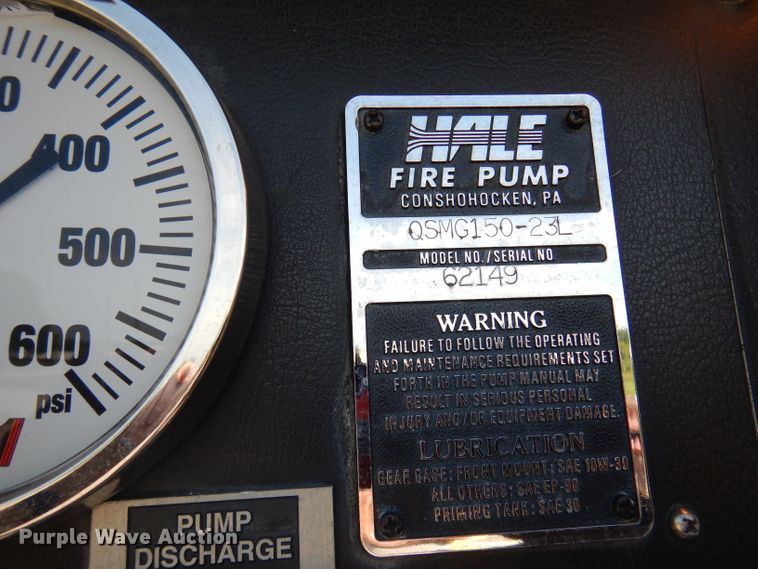 400
500
600
psi
HALE
FIRE PUMP
CONSHOHOCKEN, PA
QSMG150-23L
MODEL NO./SERIAL NO
62149
WARNING
FAILURE TO FOLLOW THE OPERATING
AND MAINTENANCE REQUIREMENTS SET
FORTH IN THE PUMP MANUAL MAY
RESULT IN SERIOUS PERSONAL
INJURY AND/OR EQUIPMENT DAMAGE.
LUBRICATION
GEAR CASE: FRONT MOUNT: SAE 10W-30
ALL OTHERS: SAE EP-90
PRIMING TANK: SAE 30
PUMP
DISCHARGE
Purple Wave Auction